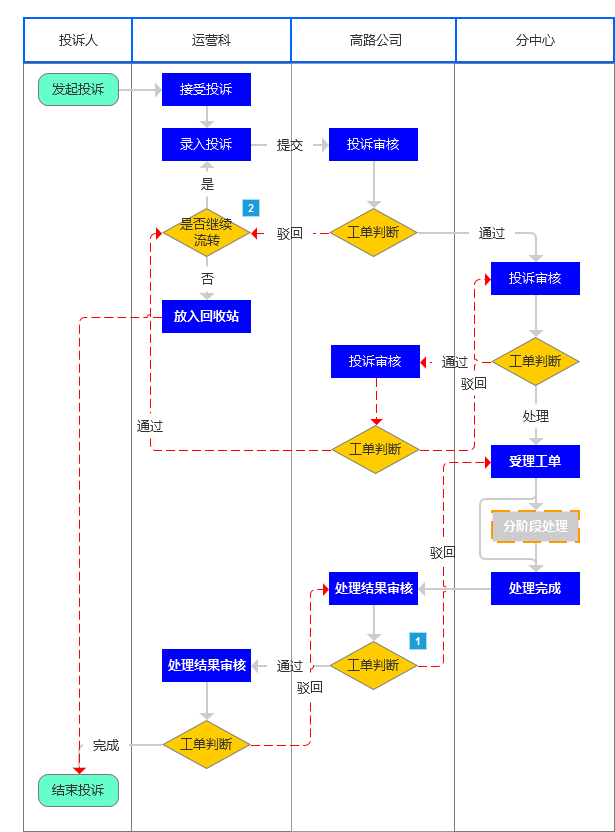 投诉人
运营科
高路公司
分中心
发起投诉
接受投诉
录入投诉
提交
投诉审核
是
2
是否继续
流转
驳回
工单判断
通过
投诉审核
否
放入回收站
投诉审核
通过
工单判断
驳回
处理
通过
工单判断
受理工单
分阶段处理
驳回
处理结果审核
处理完成
1
处理结果审核
通过
工单判断
驳回
完成
工单判断
结束投诉